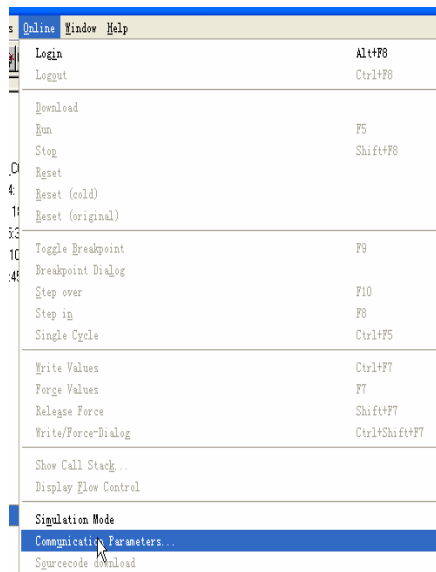 s Online Window Help
Login Alt+F8
Logout Ctrl+F8
Download
Run F5
Stop Shift+F8
Reset
Reset (cold)
Reset (original)
Toggle Breakpoint F9
Breakpoint Dialog
Step over F10
Step in F8
Single Cycle Ctrl+F5
Write Values Ctrl+F7
Force Values F7
Release Force Shift+F7
Write/Force-Dialog Ctrl+Shift+F7
Show Call Stack...
Display Flow Control
Simulation Mode
Communication Parameters...
Sourcecode download